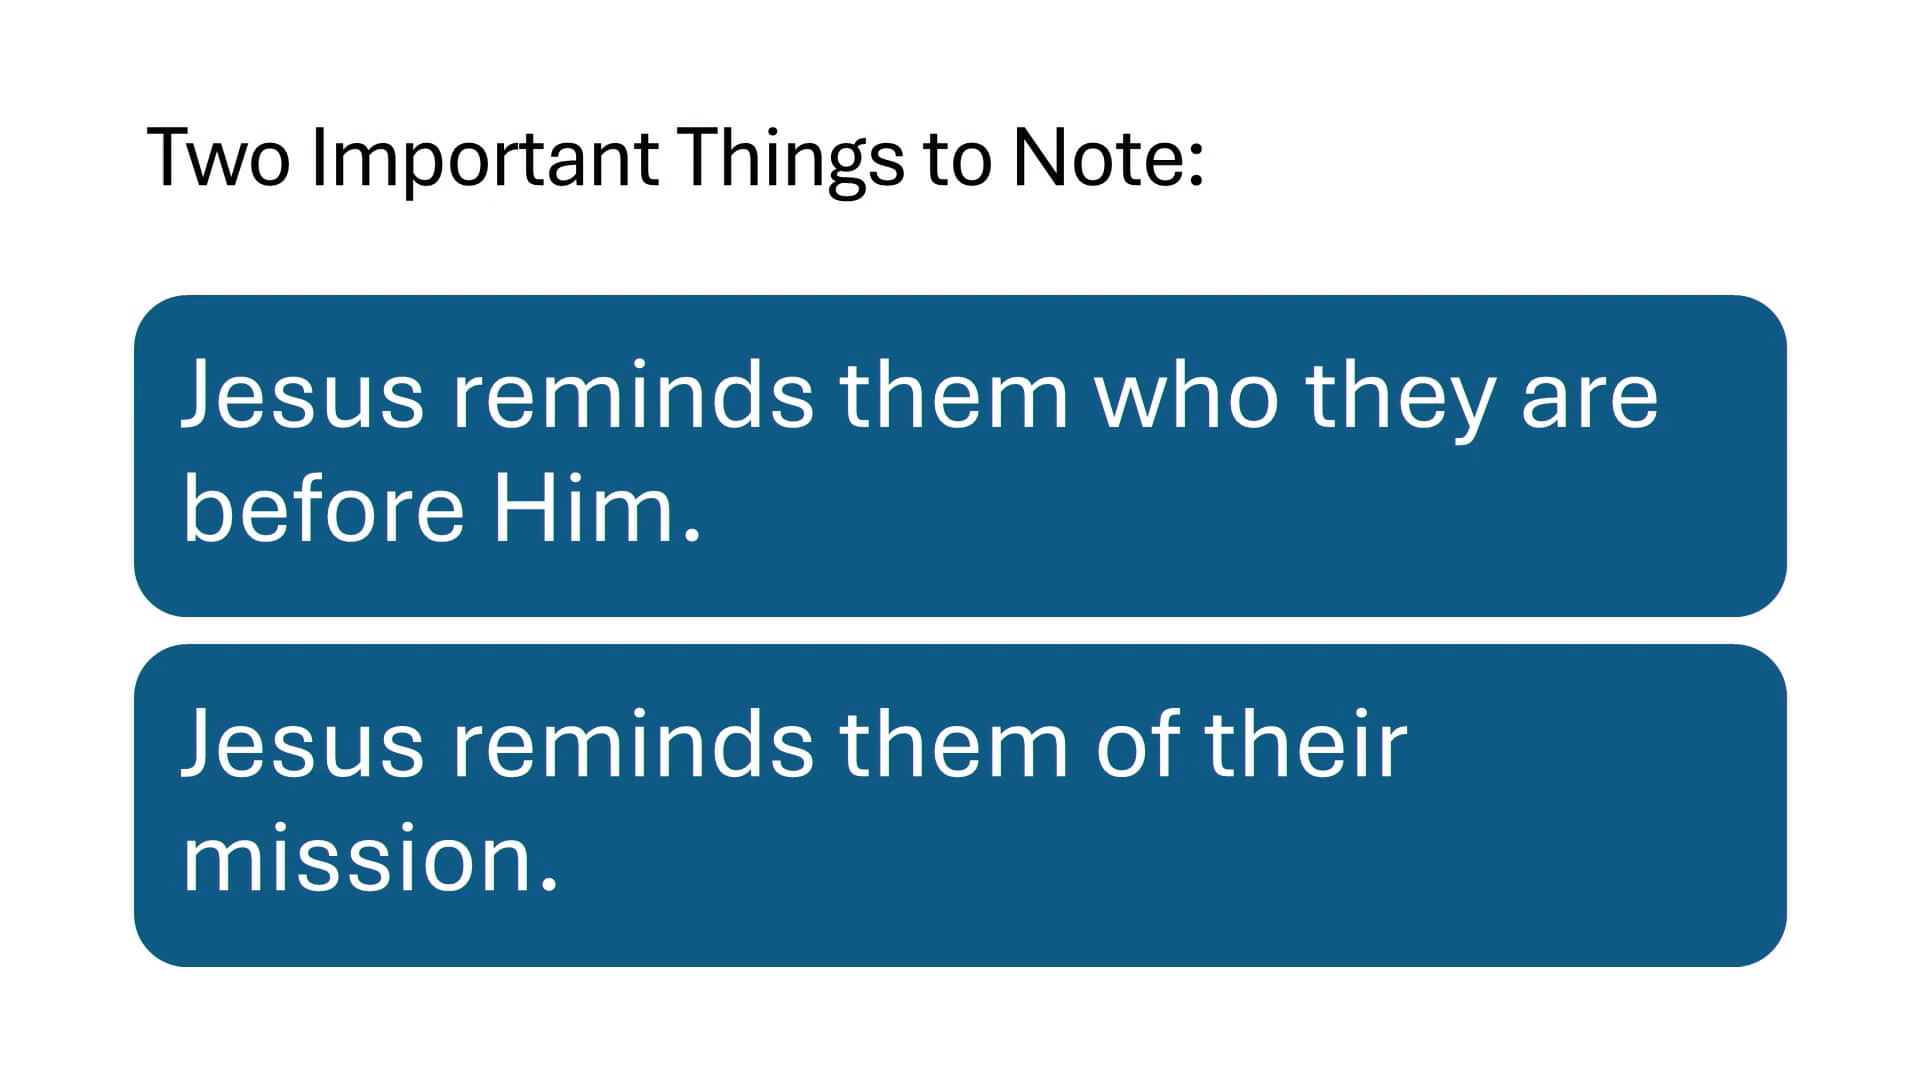 Two Important Things to Note:
Jesus reminds them who they are
before Him.
Jesus reminds them of their
mission.